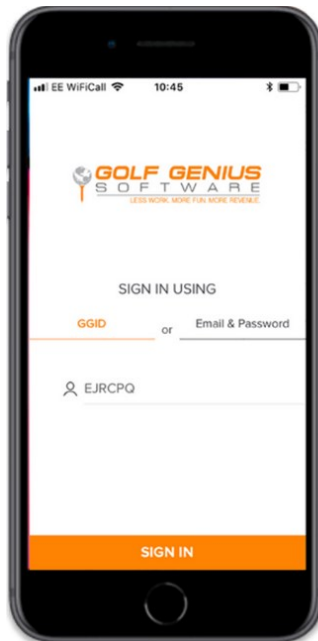 EE WiFiCall 10:45
GOLF GENIUS
SOFTWARE
LESS WORK. MORE FUN. MORE REVENUE.
SIGN IN USING
GGID or Email & Password
EJRCPQ
SIGN IN